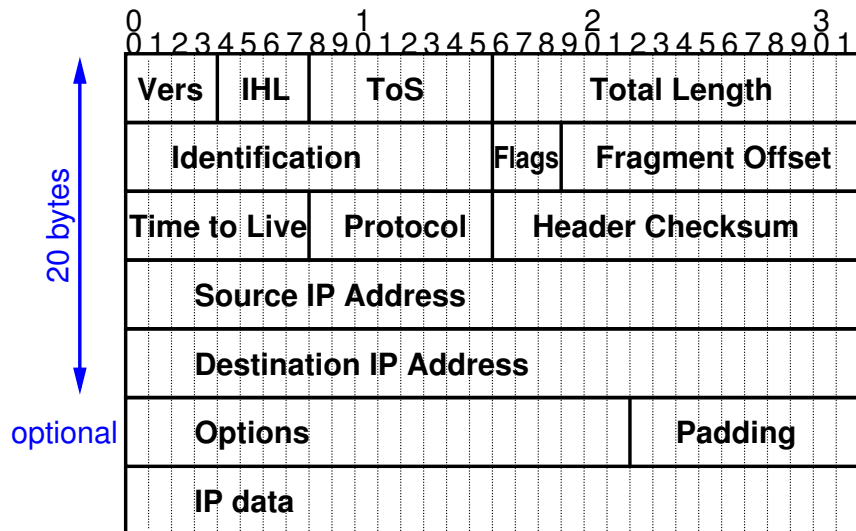 0 1 2 3
0 1 2 3 4 5 6 7 8 9 0 1 2 3 4 5 6 7 8 9 0 1 2 3 4 5 6 7 8 9 0 1
Vers IHL ToS Total Length
Identification Flags Fragment Offset
Time to Live Protocol Header Checksum
20 bytes
Source IP Address
Destination IP Address
optional Options Padding
IP data